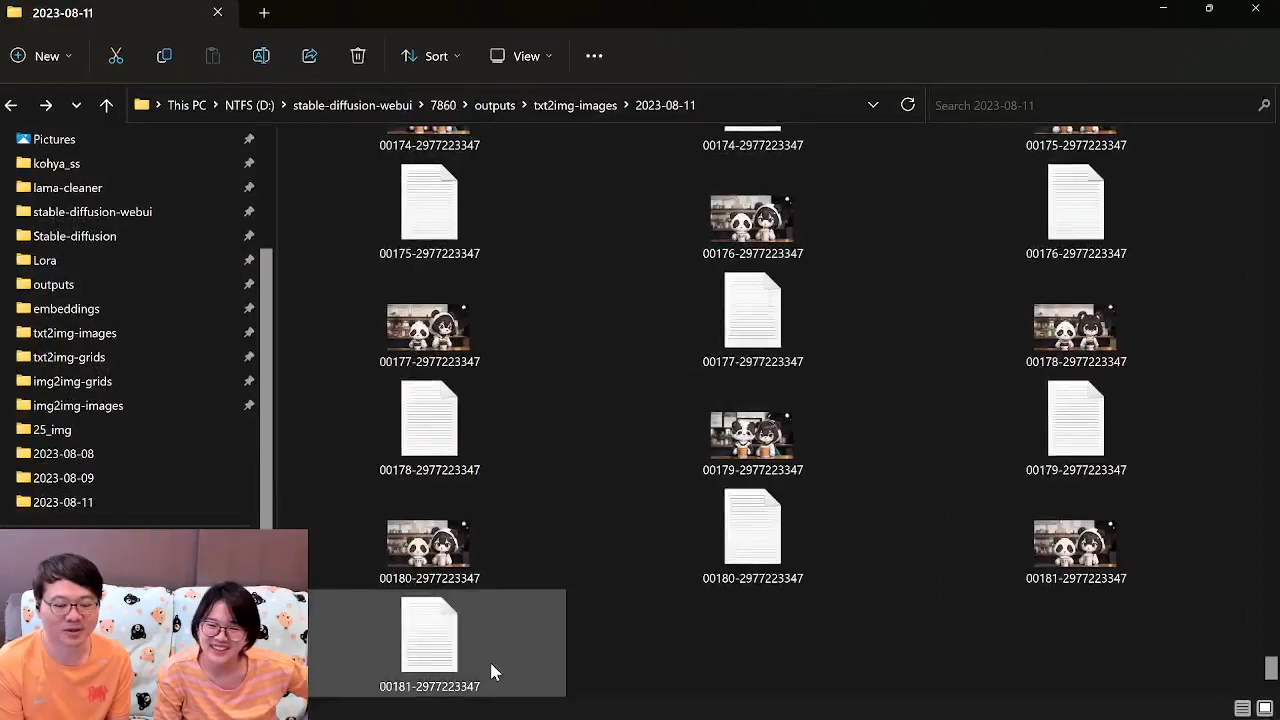 2023-08-11
New
Sort
View
This PC
NTFS (D:)
stable-diffusion-webui
7860
outputs
txt2img-images
2023-08-11
Search 2023-08-11
Pictures
kohya_ss
lama-cleaner
stable-diffusion-webui
Stable-diffusion
Lora
outputs
txt2img-images
txt2img-grids
img2img-grids
img2img-images
25_img
2023-08-08
2023-08-09
2023-08-11
00174-2977223347
00174-2977223347
00175-2977223347
00175-2977223347
00176-2977223347
00176-2977223347
00177-2977223347
00177-2977223347
00178-2977223347
00178-2977223347
00179-2977223347
00179-2977223347
00180-2977223347
00180-2977223347
00181-2977223347
00181-2977223347